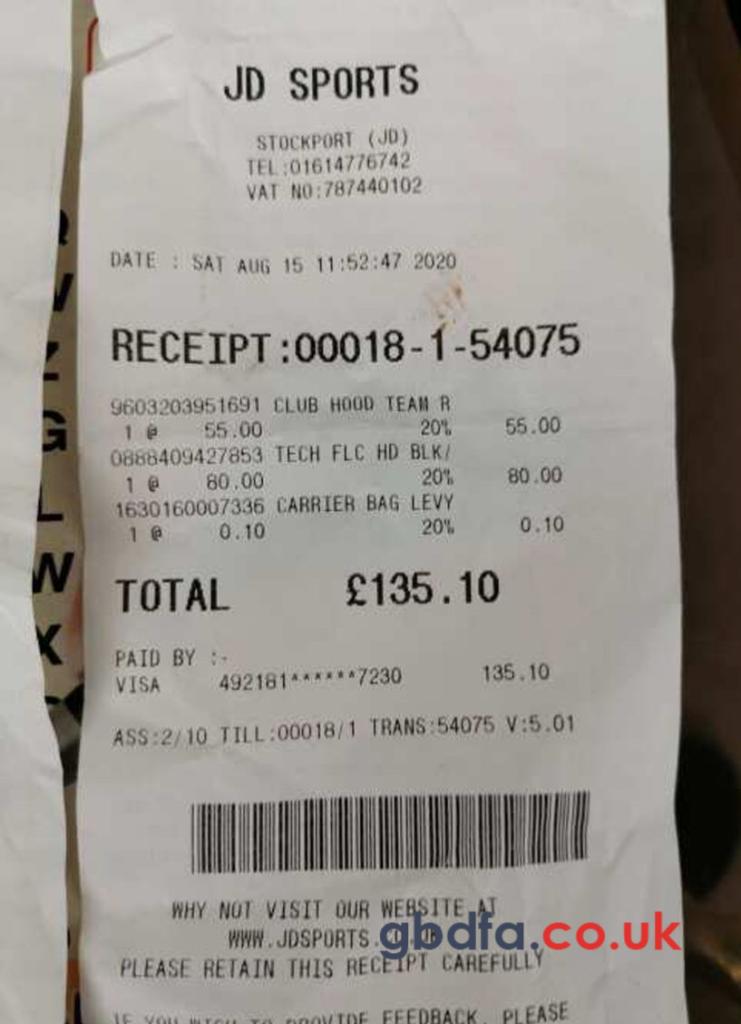 JD SPORTS
STOCKPORT (JD)
TEL:01614776742
VAT NO:787440102
DATE : SAT AUG 15 11:52:47 2020
RECEIPT:00018-1-54075
9603203951691 CLUB HOOD TEAM R
1 @ 55.00 20% 55.00
0888409427853 TECH FLC HD BLK/
1 @ 80.00 20% 80.00
1630160007336 CARRIER BAG LEVY
1 @ 0.10 20% 0.10
TOTAL £135.10
PAID BY :-
VISA 492181******7230 135.10
ASS:2/10 TILL:00018/1 TRANS:54075 V:5.01
WHY NOT VISIT OUR WEBSITE AT
WWW.JDSPORTS.
gbdfa.co.uk
PLEASE RETAIN THIS RECEIPT CAREFULLY
IF YOU WISH TO PROVIDE FEEDBACK, PLEASE
G
L
W
X